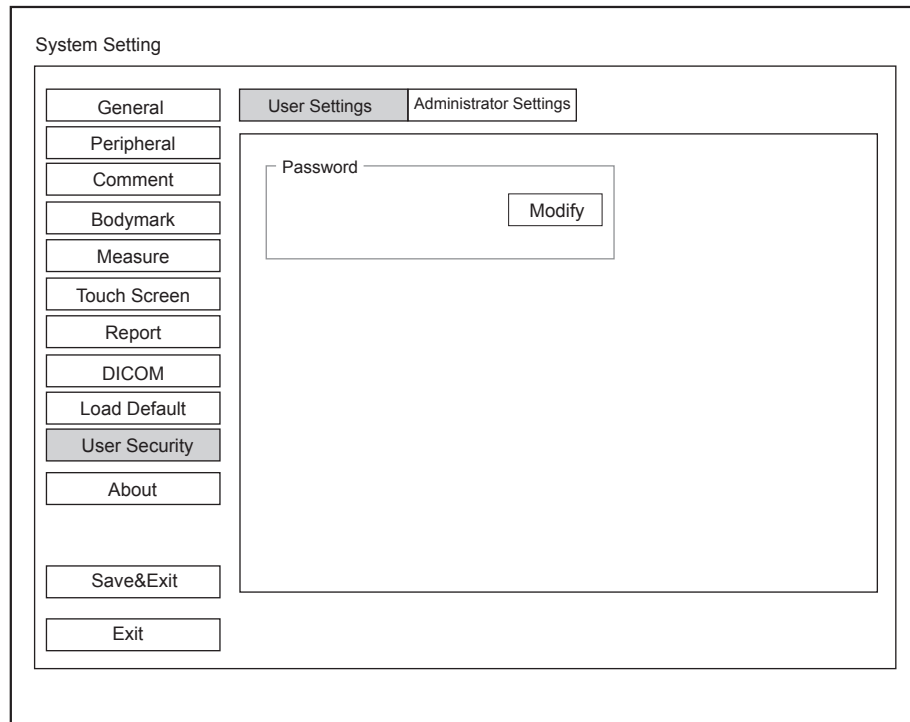 System Setting
General
Peripheral
Comment
Bodymark
Measure
Touch Screen
Report
DICOM
Load Default
User Security
About
Save&Exit
Exit
User Settings
Administrator Settings
Password
Modify